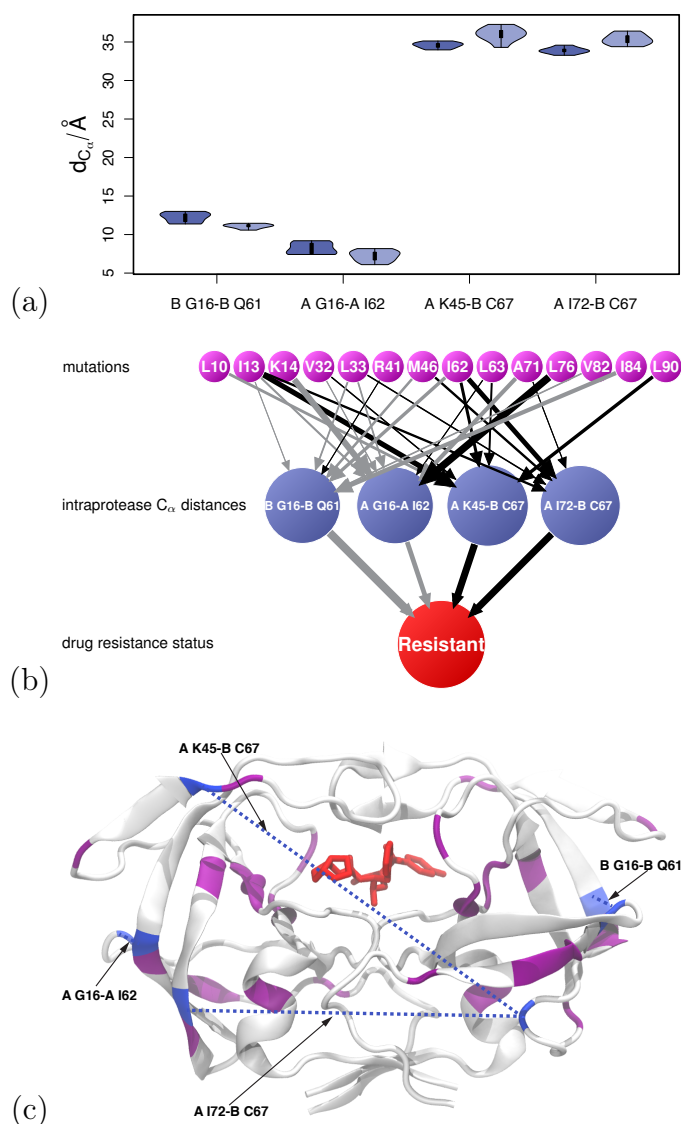 d_Cα/Å
35
30
25
20
15
10
5
B G16-B Q61 A G16-A I62 A K45-B C67 A I72-B C67
(a)
mutations L10 I13 K14 V32 L33 R41 M46 I62 L63 A71 L76 V82 I84 L90
intraprotease Cα distances B G16-B Q61 A G16-A I62 A K45-B C67 A I72-B C67
drug resistance status Resistant
(b)
A K45-B C67
B G16-B Q61
A G16-A I62
A I72-B C67
(c)